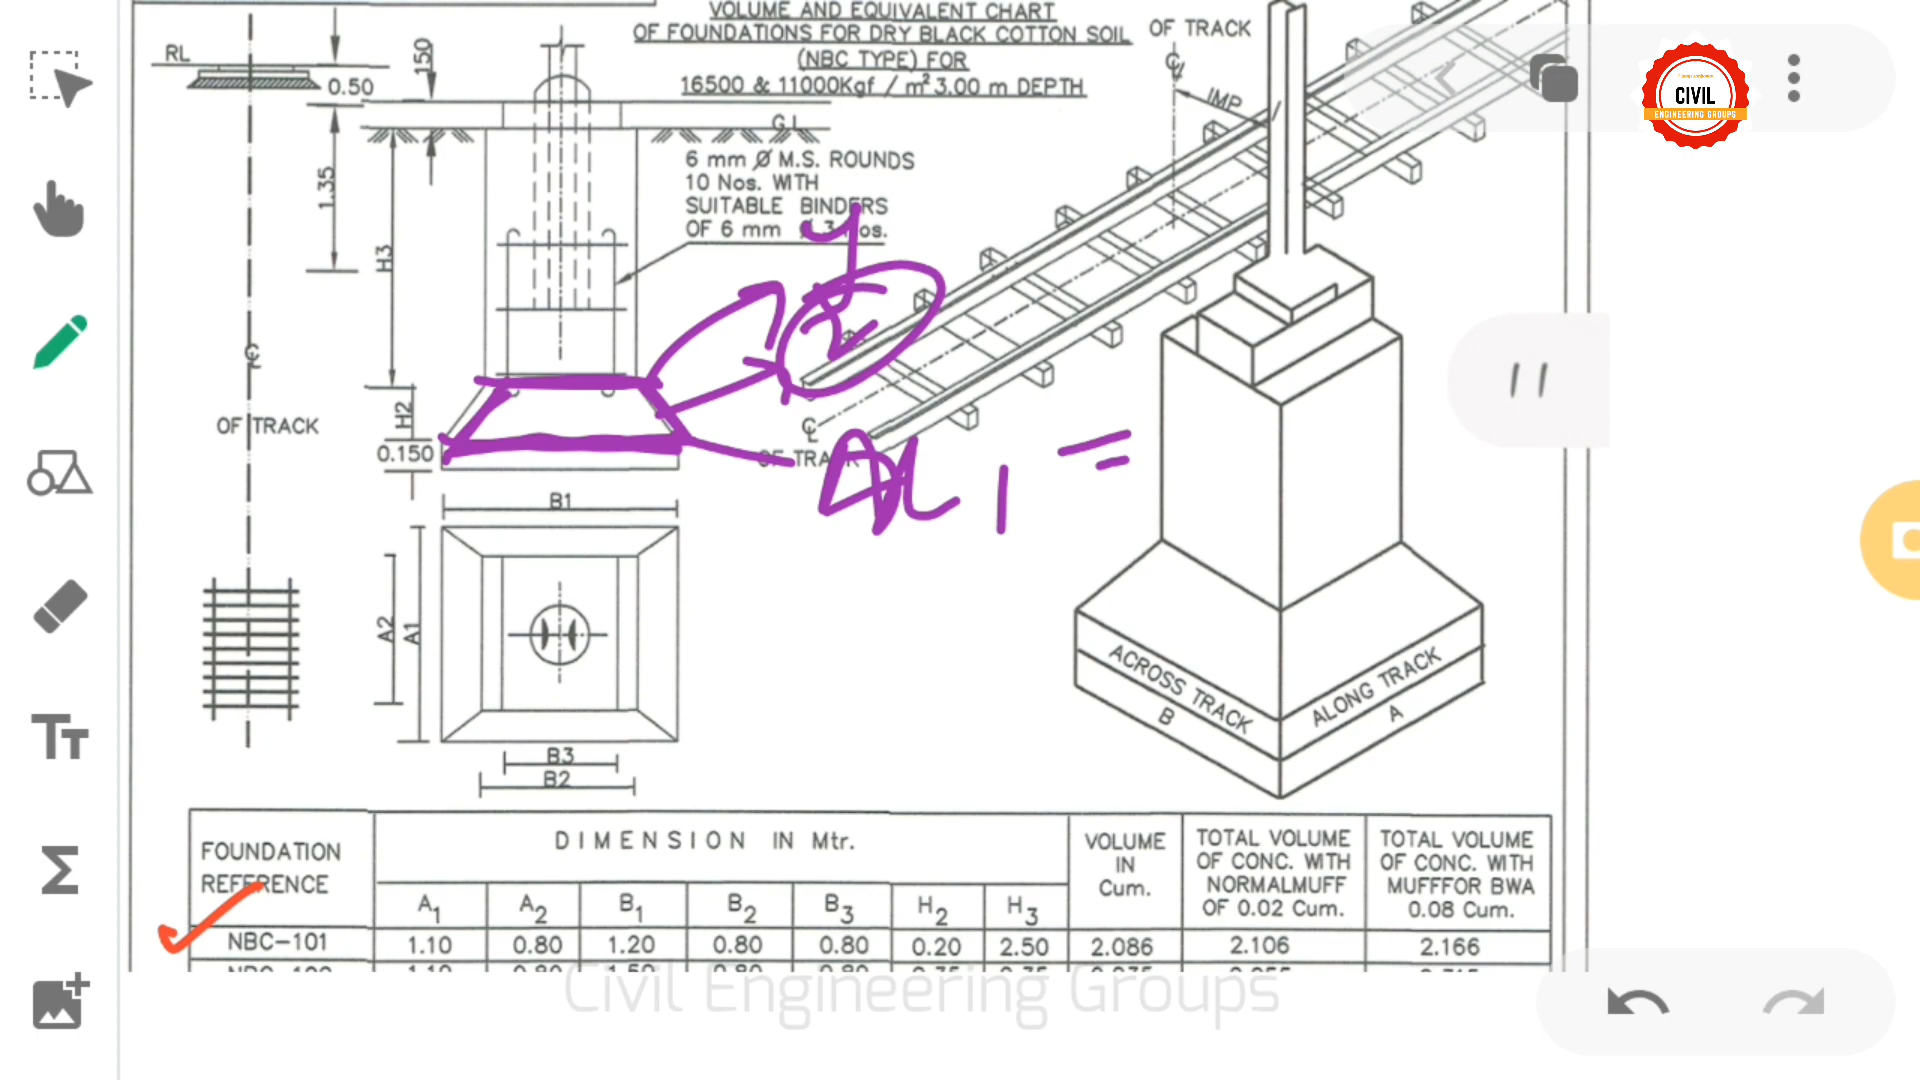 VOLUME AND EQUIVALENT CHART
OF FOUNDATIONS FOR DRY BLACK COTTON SOIL
(NBC TYPE) FOR
16500 & 11000Kgf / m² 3.00 m DEPTH
OF TRACK
RL
0.50
150
1.35
H3
G.L
6 mm Ø M.S. ROUNDS
10 Nos. WITH
SUITABLE BINDERS
OF 6 mm
IMP
CIVIL
ENGINEERING GROUPS
OF TRACK
H2
0.150
OF TRACK
B1
A2
A1
B3
B2
ACROSS TRACK
B
ALONG TRACK
A
FOUNDATION
REFERENCE
DIMENSION IN Mtr.
VOLUME
IN
Cum.
TOTAL VOLUME
OF CONC. WITH
NORMALMUFF
OF 0.02 Cum.
TOTAL VOLUME
OF CONC. WITH
MUFFFOR BWA
0.08 Cum.
A1 A2 B1 B2 B3 H2 H3
NBC-101 1.10 0.80 1.20 0.80 0.80 0.20 2.50 2.086 2.106 2.166
Civil Engineering Groups
Tт
Σ